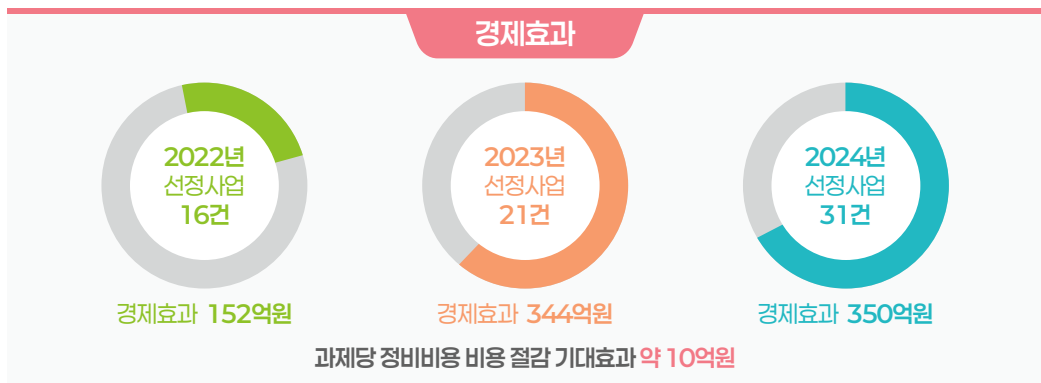 경제효과
2022년
선정사업
16건
경제효과 152억원
2023년
선정사업
21건
경제효과 344억원
2024년
선정사업
31건
경제효과 350억원
과제당 정비비용 비용 절감 기대효과 약 10억원